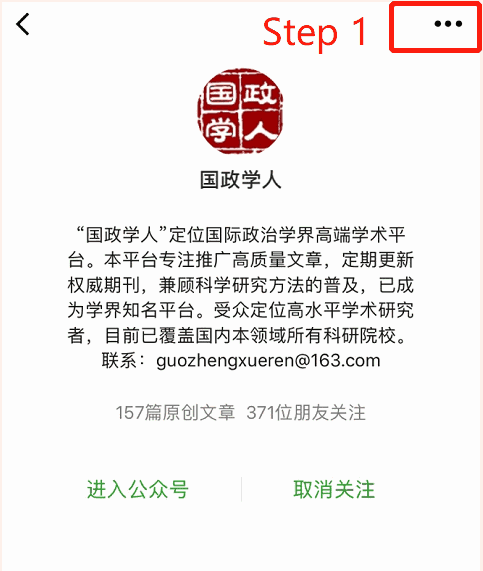 Step 1
国政
学人
国政学人
“国政学人”定位国际政治学界高端学术平
台。本平台专注推广高质量文章，定期更新
权威期刊，兼顾科学研究方法的普及，已成
为学界知名平台。受众定位高水平学术研究
者，目前已覆盖国内本领域所有科研院校。
联系：guozhengxueren@163.com
157篇原创文章 371位朋友关注
进入公众号 取消关注